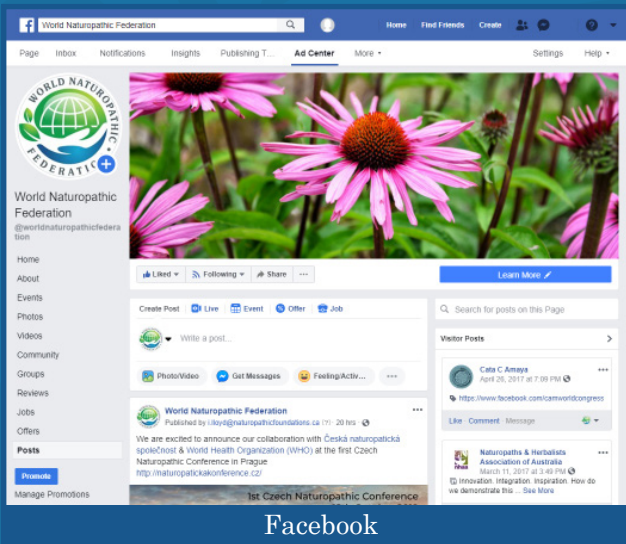 World Naturopathic Federation
Home Find Friends Create
Page Inbox Notifications Insights Publishing T... Ad Center More Settings Help
WORLD NATUROPATHIC FEDERATION
World Naturopathic
Federation
@worldnaturopathicfedera
tion
Home
About
Events
Photos
Videos
Community
Groups
Reviews
Jobs
Offers
Posts
Promote
Manage Promotions
Liked Following Share ...
Learn More
Create Post Live Event Offer Job
Write a post...
Photo/Video Get Messages Feeling/Activ... ...
World Naturopathic Federation
Published by i.lloyd@naturopathicfoundations.ca [?] · 20 hrs ·
We are excited to announce our collaboration with Česká naturopatická
společnost & World Health Organization (WHO) at the first Czech
Naturopathic Conference in Prague
http://naturopatickakonference.cz/
1st Czech Naturopathic Conference
Search for posts on this Page
Visitor Posts
Cata C Amaya
April 26, 2017 at 7:09 PM
https://www.facebook.com/camworldcongress
Like · Comment Message
Naturopaths & Herbalists
Association of Australia
March 11, 2017 at 3:49 PM
Innovation. Integration. Inspiration. How do
we demonstrate this ... See More
Facebook